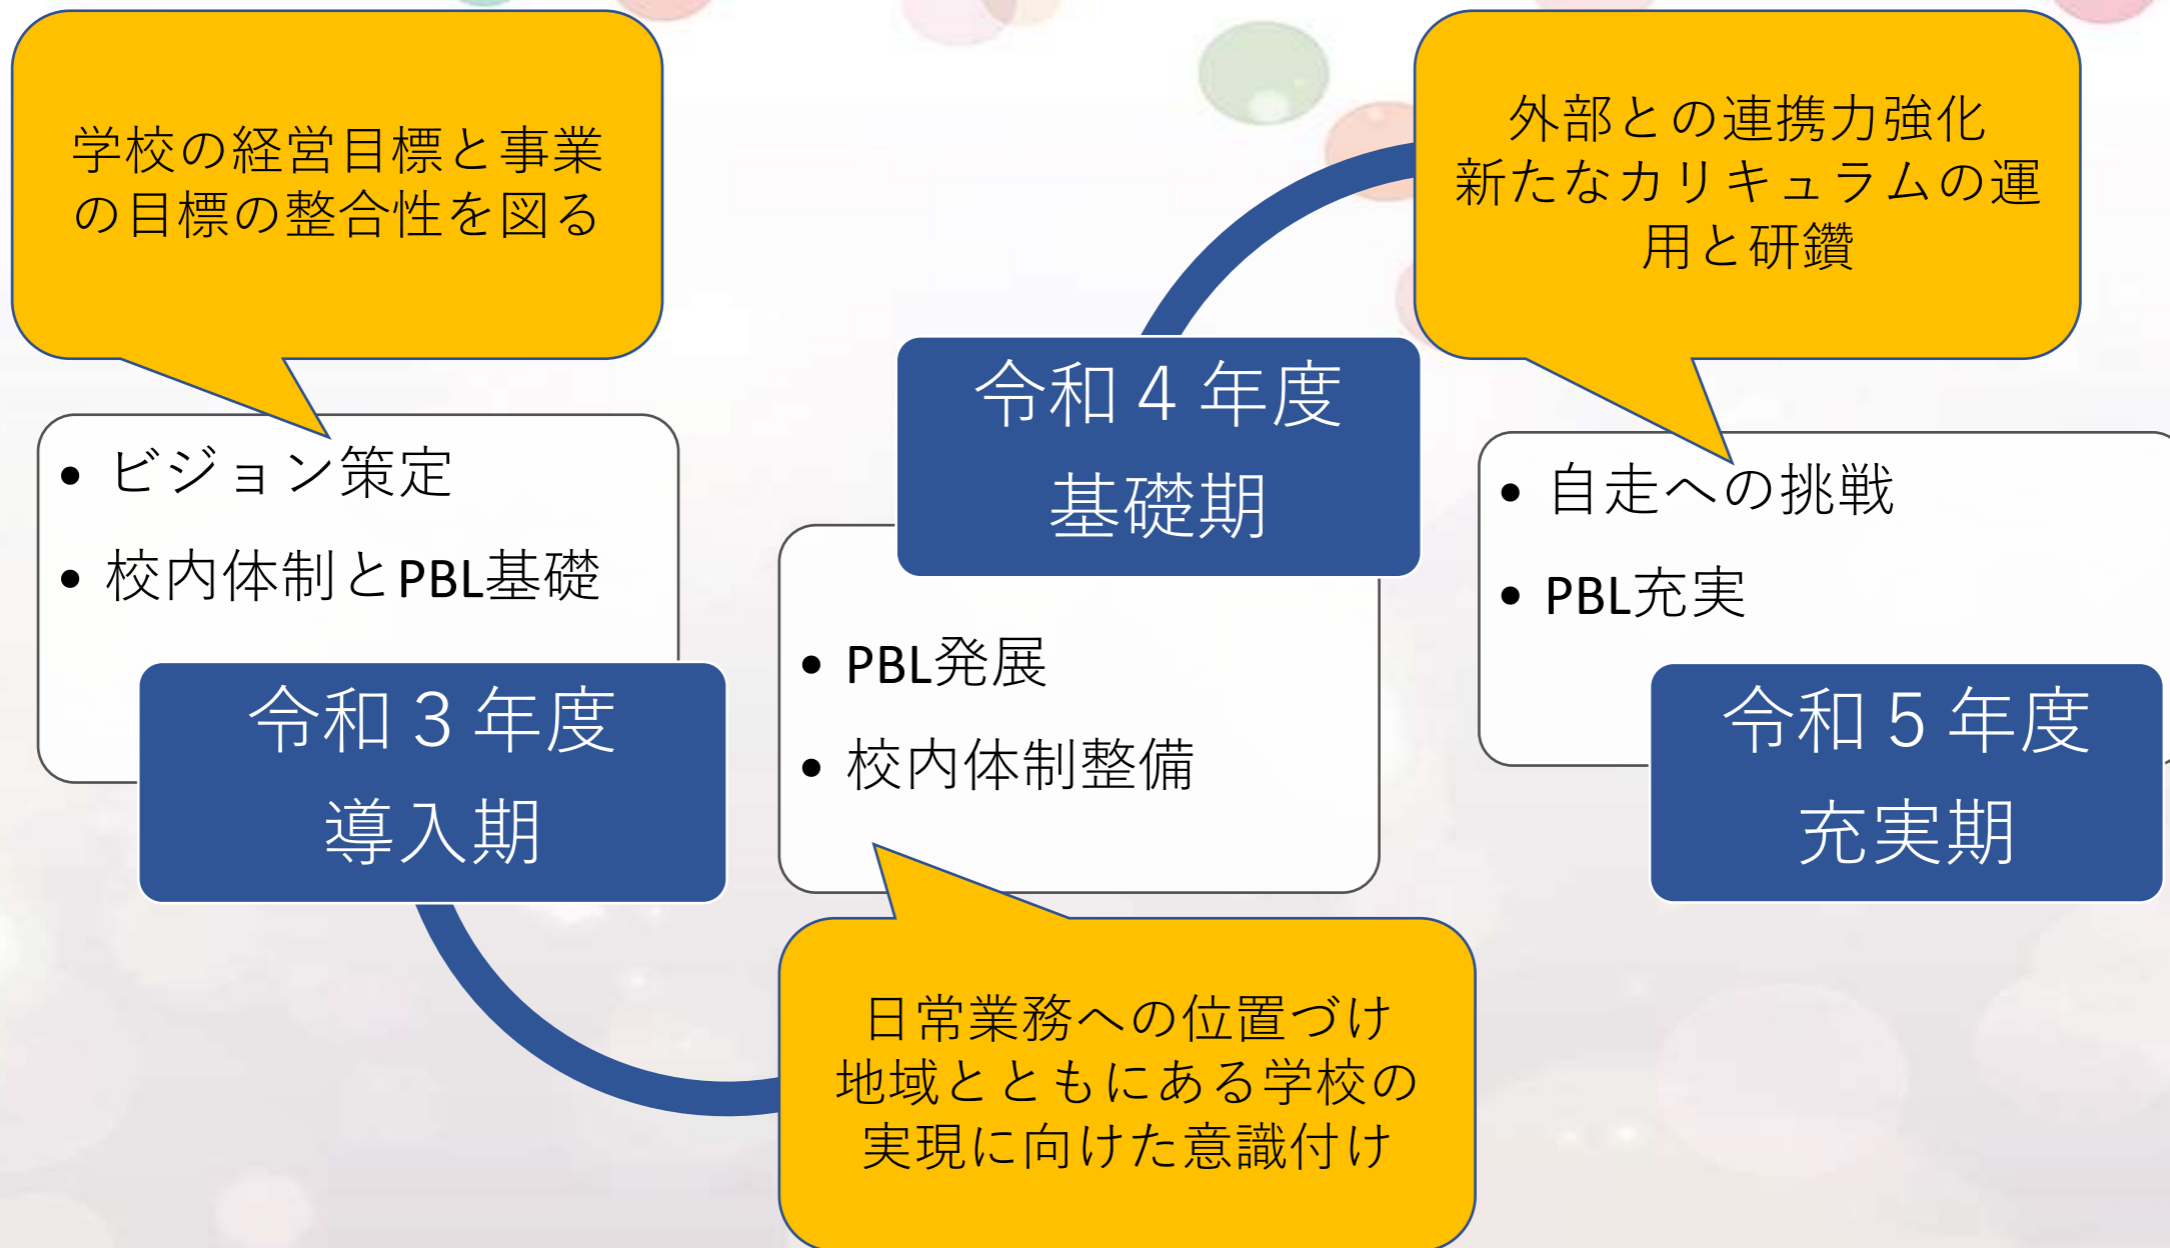 学校の経営目標と事業
の目標の整合性を図る
• ビジョン策定
• 校内体制とPBL基礎
令和３年度
導入期
令和４年度
基礎期
• PBL発展
• 校内体制整備
日常業務への位置づけ
地域とともにある学校の
実現に向けた意識付け
外部との連携力強化
新たなカリキュラムの運
用と研鑽
• 自走への挑戦
• PBL充実
令和５年度
充実期